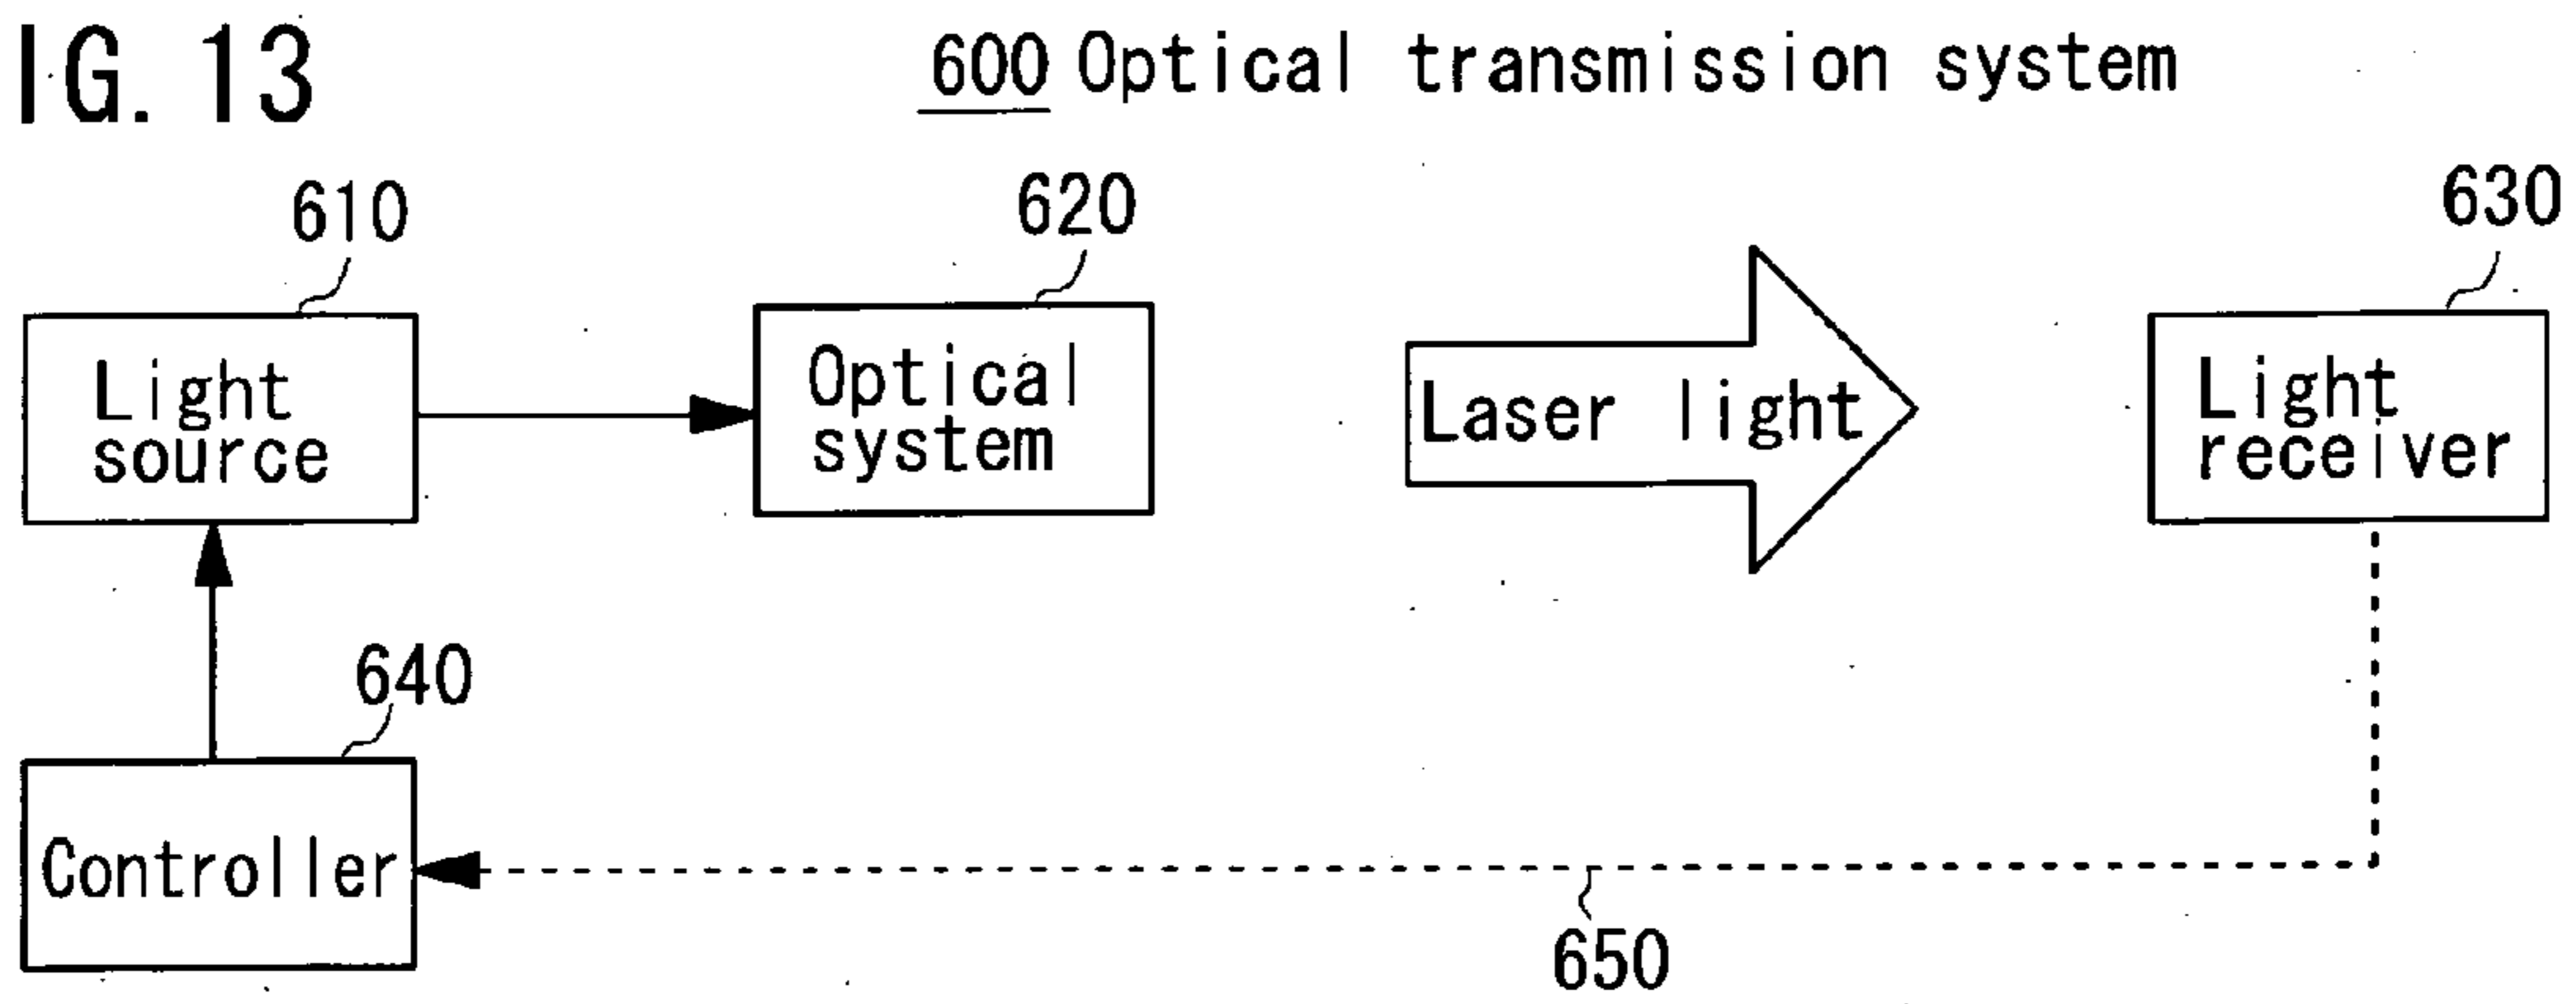 IG. 13
600 Optical transmission system
610
620
630
Light
source
Optical
system
Laser light
Light
receiver
640
Controller
650